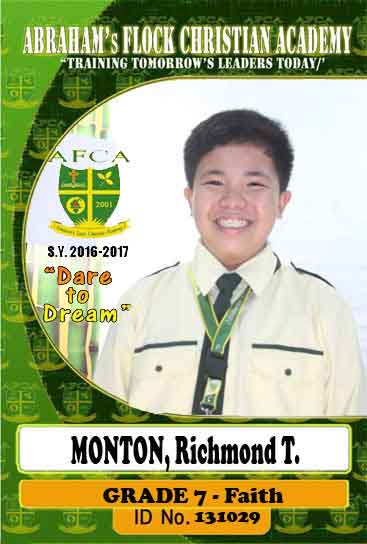 ABRAHAM's FLOCK CHRISTIAN ACADEMY
"TRAINING TOMORROW'S LEADERS TODAY!'
AFCA
2001
S.Y. 2016-2017
"Dare
to
Dream"
MONTON, Richmond T.
GRADE 7 - Faith
ID No. 131029